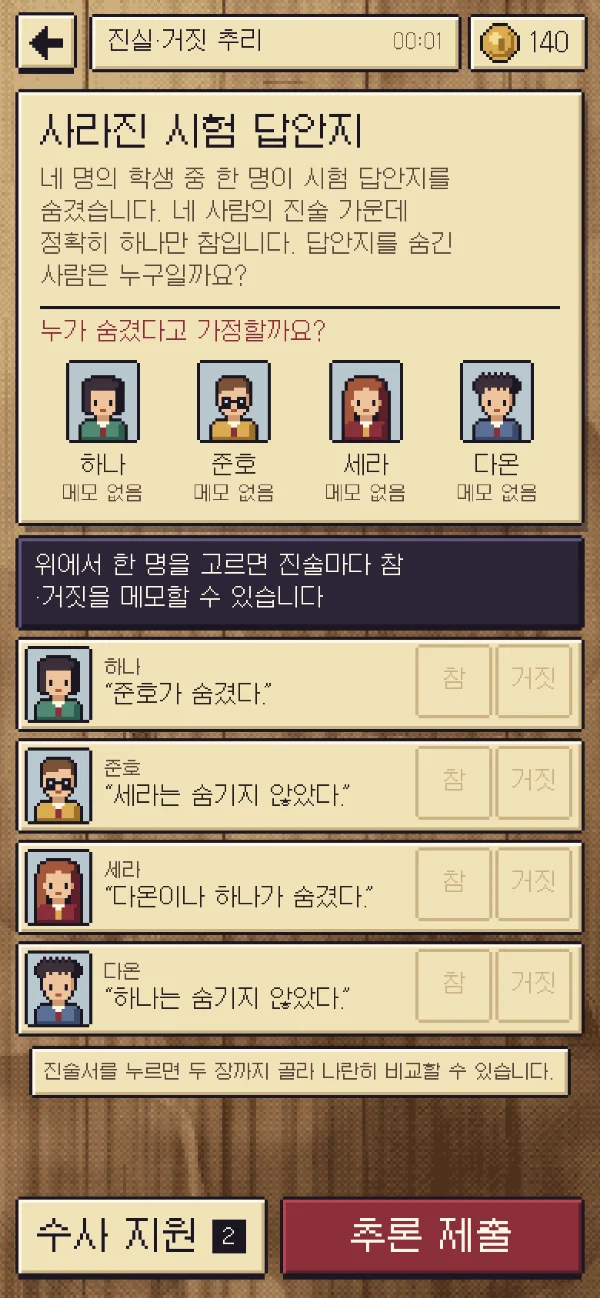 진실·거짓 추리
00:01
140
사라진 시험 답안지
네 명의 학생 중 한 명이 시험 답안지를
숨겼습니다. 네 사람의 진술 가운데
정확히 하나만 참입니다. 답안지를 숨긴
사람은 누구일까요?
누가 숨겼다고 가정할까요?
하나 준호 세라 다온
메모 없음 메모 없음 메모 없음 메모 없음
위에서 한 명을 고르면 진술마다 참
·거짓을 메모할 수 있습니다
하나
“준호가 숨겼다.”
참 거짓
준호
“세라는 숨기지 않았다.”
참 거짓
세라
“다온이나 하나가 숨겼다.”
참 거짓
다온
“하나는 숨기지 않았다.”
참 거짓
진술서를 누르면 두 장까지 골라 나란히 비교할 수 있습니다.
수사 지원 2
추론 제출